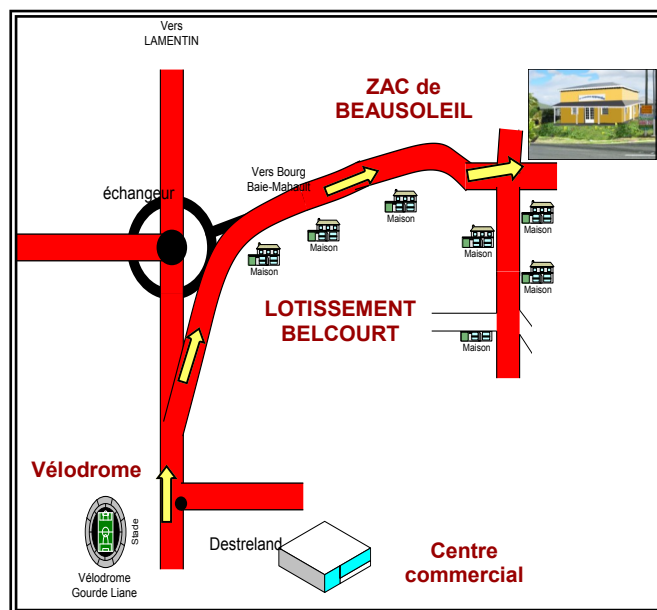 Vers
LAMENTIN
ZAC de
BEAUSOLEIL
Vers Bourg
Baie-Mahault
échangeur
Maison
Maison
Maison
Maison
Maison
Maison
Maison
LOTISSEMENT
BELCOURT
Vélodrome
Stade
Vélodrome
Gourde Liane
Destreland
Centre
commercial